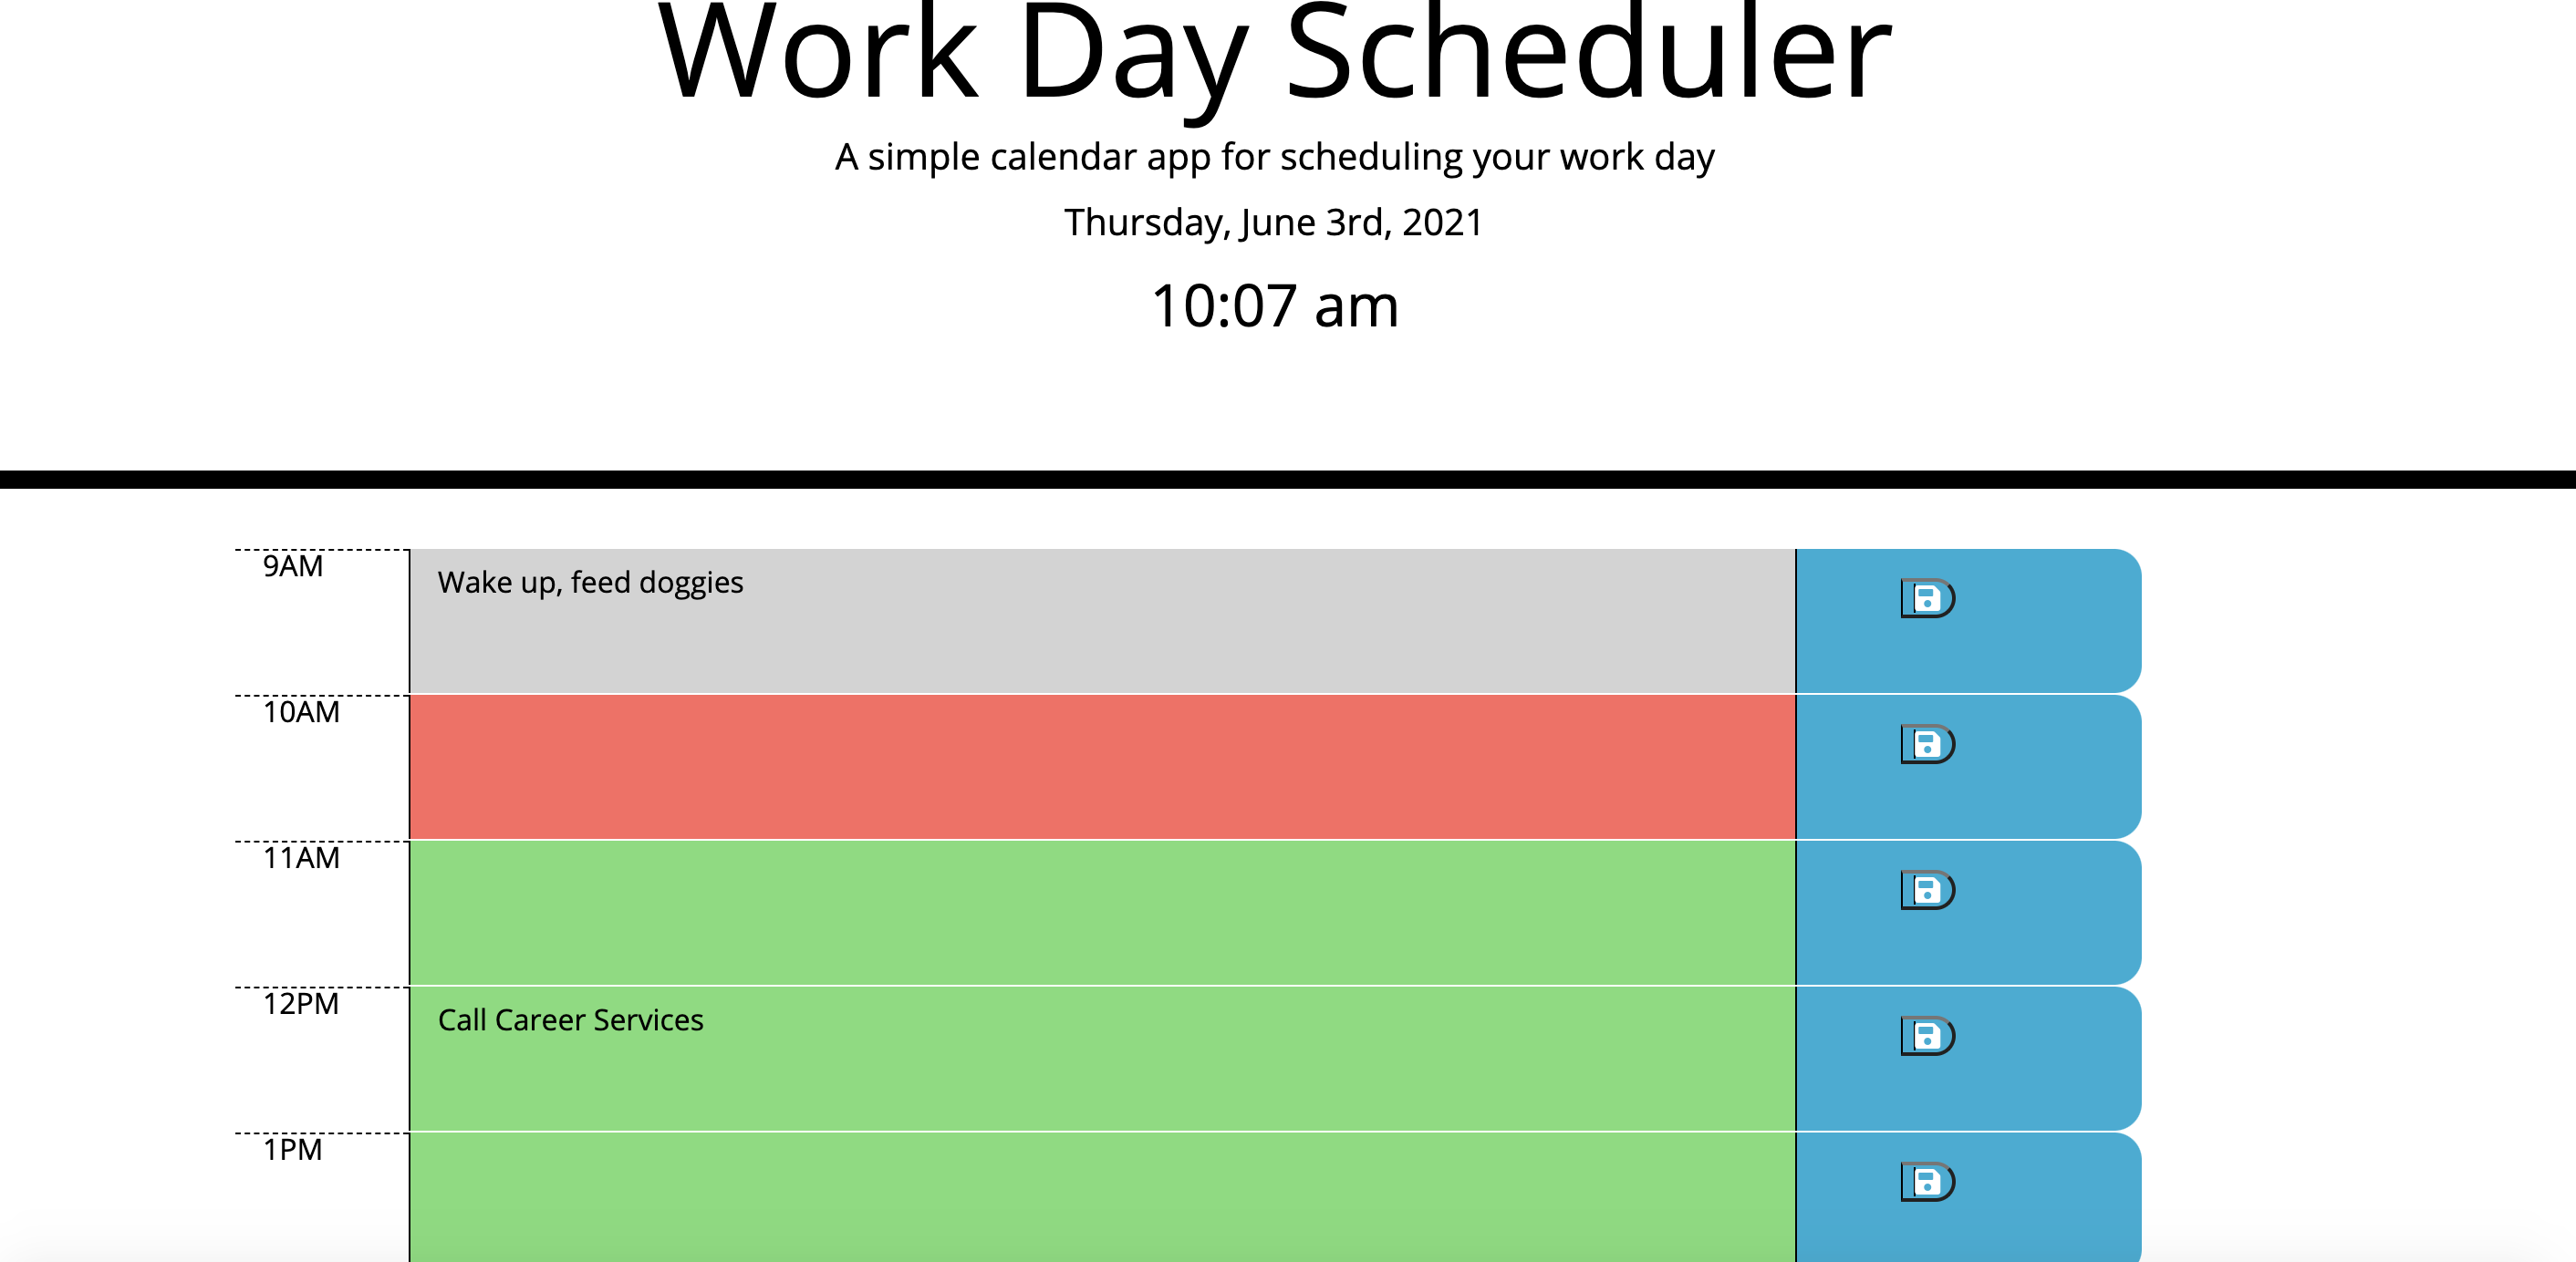 Work Day Scheduler
A simple calendar app for scheduling your work day
Thursday, June 3rd, 2021
10:07 am
9AM
Wake up, feed doggies
10AM
11AM
12PM
Call Career Services
1PM